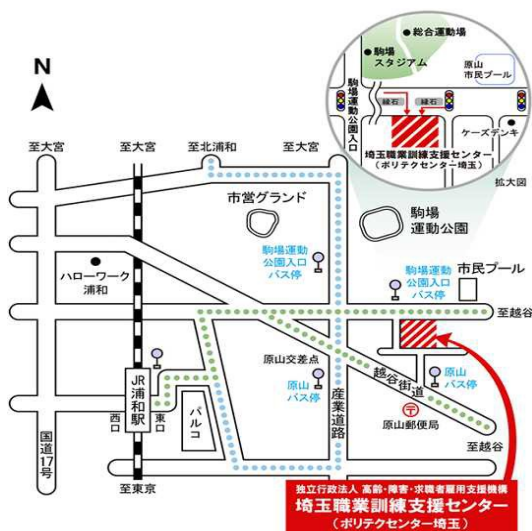 総合運動場
駒場
スタジアム
原山
市民プール
駒場運動公園入口
縁石
縁石
ケーズデンキ
埼玉職業訓練支援センター
(ポリテクセンター埼玉)
拡大図
N
至大宮
至大宮
至北浦和
至大宮
市営グランド
駒場
運動公園
駒場運動
公園入口
バス停
駒場運動
公園入口
バス停
市民プール
ハローワーク
浦和
至越谷
原山交差点
越谷街道
原山
バス停
原山
バス停
JR浦和駅
西口
東口
パルコ
産業道路
原山郵便局
国道17号
至越谷
至東京
独立行政法人 高齢・障害・求職者雇用支援機構
埼玉職業訓練支援センター
(ポリテクセンター埼玉)